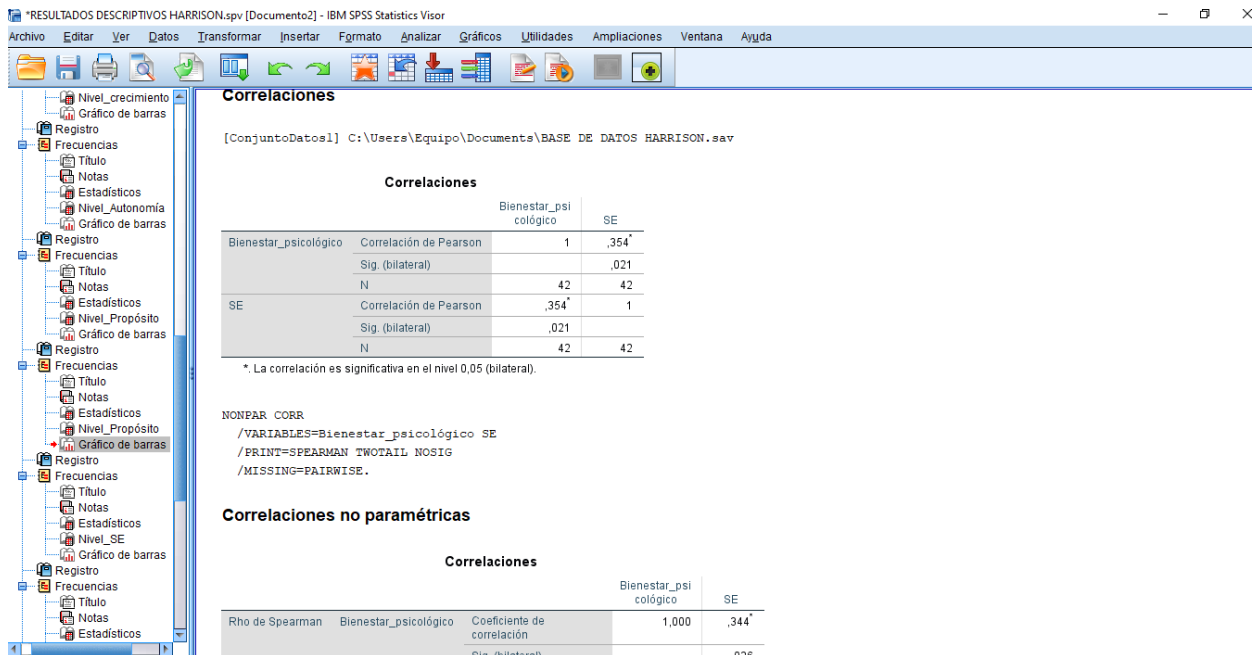 *RESULTADOS DESCRIPTIVOS HARRISON.spv [Documento2] - IBM SPSS Statistics Visor
Archivo Editar Ver Datos Transformar Insertar Formato Analizar Gráficos Utilidades Ampliaciones Ventana Ayuda
Nivel_crecimiento
Gráfico de barras
Registro
Frecuencias
Título
Notas
Estadísticos
Nivel_Autonomía
Gráfico de barras
Registro
Frecuencias
Título
Notas
Estadísticos
Nivel_Propósito
Gráfico de barras
Registro
Frecuencias
Título
Notas
Estadísticos
Nivel_Propósito
Gráfico de barras
Registro
Frecuencias
Título
Notas
Estadísticos
Nivel_SE
Gráfico de barras
Registro
Frecuencias
Título
Notas
Estadísticos
Correlaciones
[ConjuntoDatos1] C:\Users\Equipo\Documents\BASE DE DATOS HARRISON.sav
Correlaciones
Bienestar_psi
cológico SE
Bienestar_psicológico Correlación de Pearson 1 ,354*
Sig. (bilateral) ,021
N 42 42
SE Correlación de Pearson ,354* 1
Sig. (bilateral) ,021
N 42 42
*. La correlación es significativa en el nivel 0,05 (bilateral).
NONPAR CORR
/VARIABLES=Bienestar_psicológico SE
/PRINT=SPEARMAN TWOTAIL NOSIG
/MISSING=PAIRWISE.
Correlaciones no paramétricas
Correlaciones
Bienestar_psi
cológico SE
Rho de Spearman Bienestar_psicológico Coeficiente de
correlación 1,000 ,344*
Sig. (bilateral) ,026